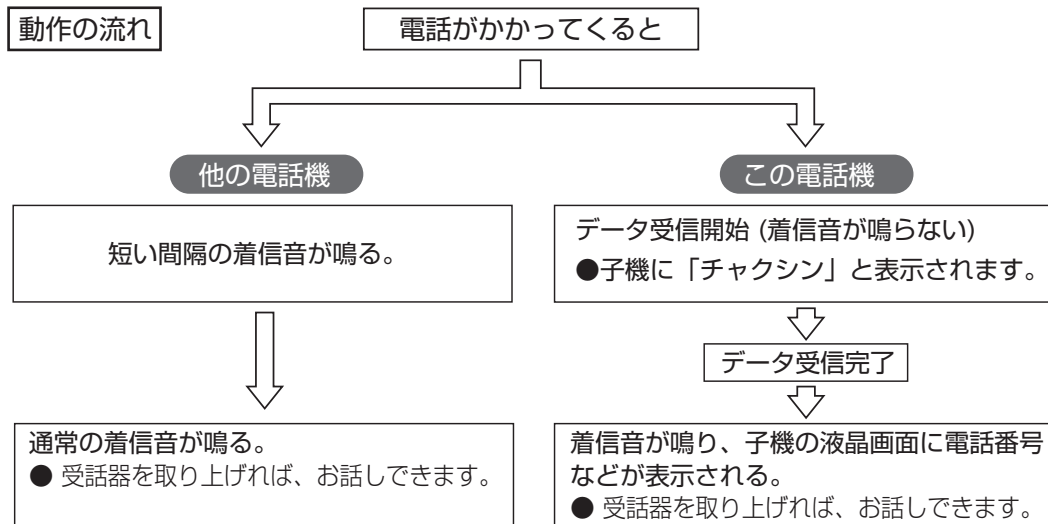 動作の流れ
電話がかかってくると
他の電話機
この電話機
短い間隔の着信音が鳴る。
データ受信開始 (着信音が鳴らない)
●子機に「チャクシン」と表示されます。
データ受信完了
通常の着信音が鳴る。
● 受話器を取り上げれば、お話しできます。
着信音が鳴り、子機の液晶画面に電話番号
などが表示される。
● 受話器を取り上げれば、お話しできます。